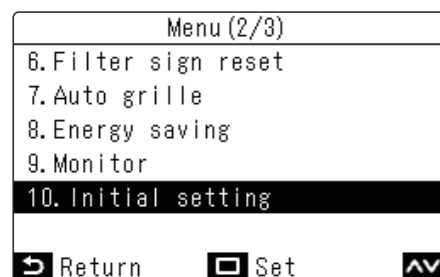 Menu(2/3)
6.Filter sign reset
7.Auto grille
8.Energy saving
9.Monitor
10.Initial setting
Return Set